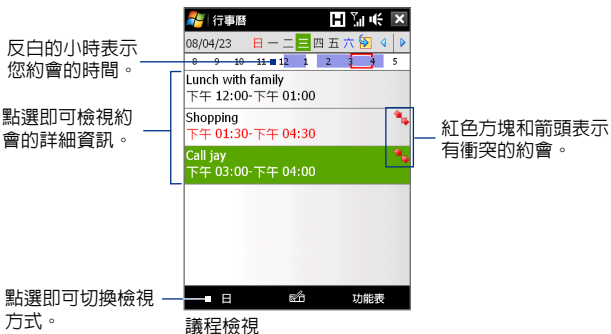 反白的小時表示
您約會的時間。
點選即可檢視約
會的詳細資訊。
點選即可切換檢視
方式。
行事曆
08/04/23 日 一 二 三 四 五 六
8 9 10 11 12 1 2 3 4 5
Lunch with family
下午 12:00-下午 01:00
Shopping
下午 01:30-下午 04:30
Call jay
下午 03:00-下午 04:00
日 功能表
議程檢視
紅色方塊和箭頭表示
有衝突的約會。